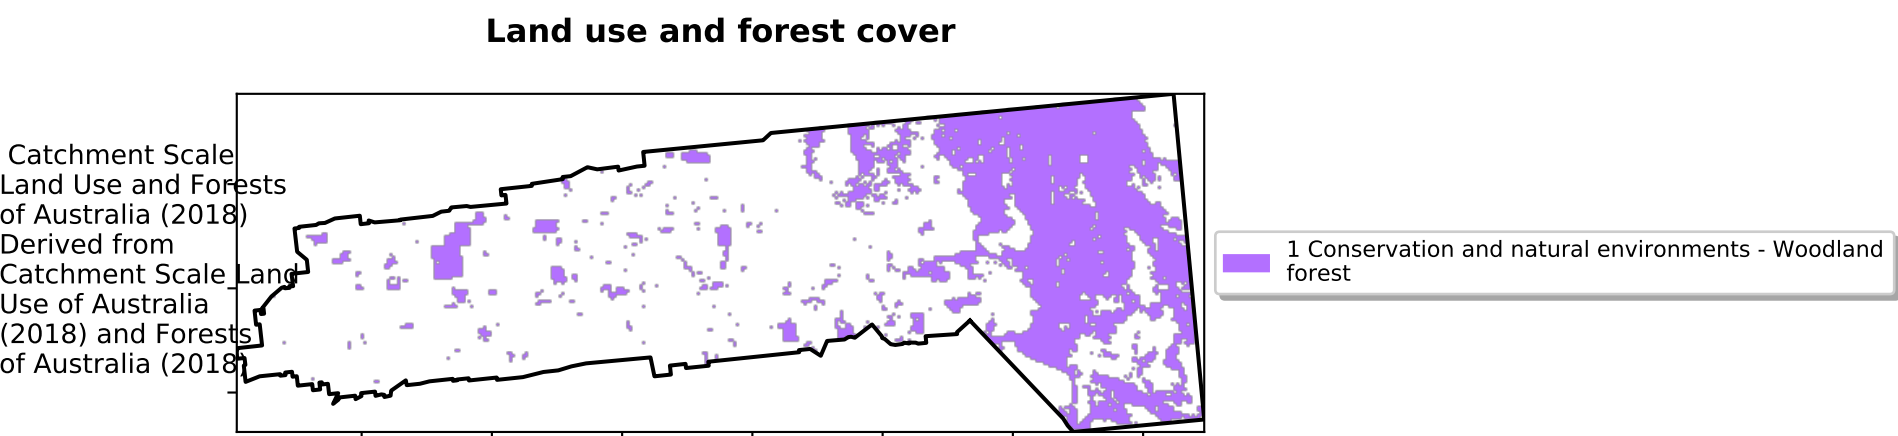 Land use and forest cover
Catchment Scale
Land Use and Forests
of Australia (2018)
Derived from
Catchment Scale Land
Use of Australia
(2018) and Forests
of Australia (2018)
1 Conservation and natural environments - Woodland
forest